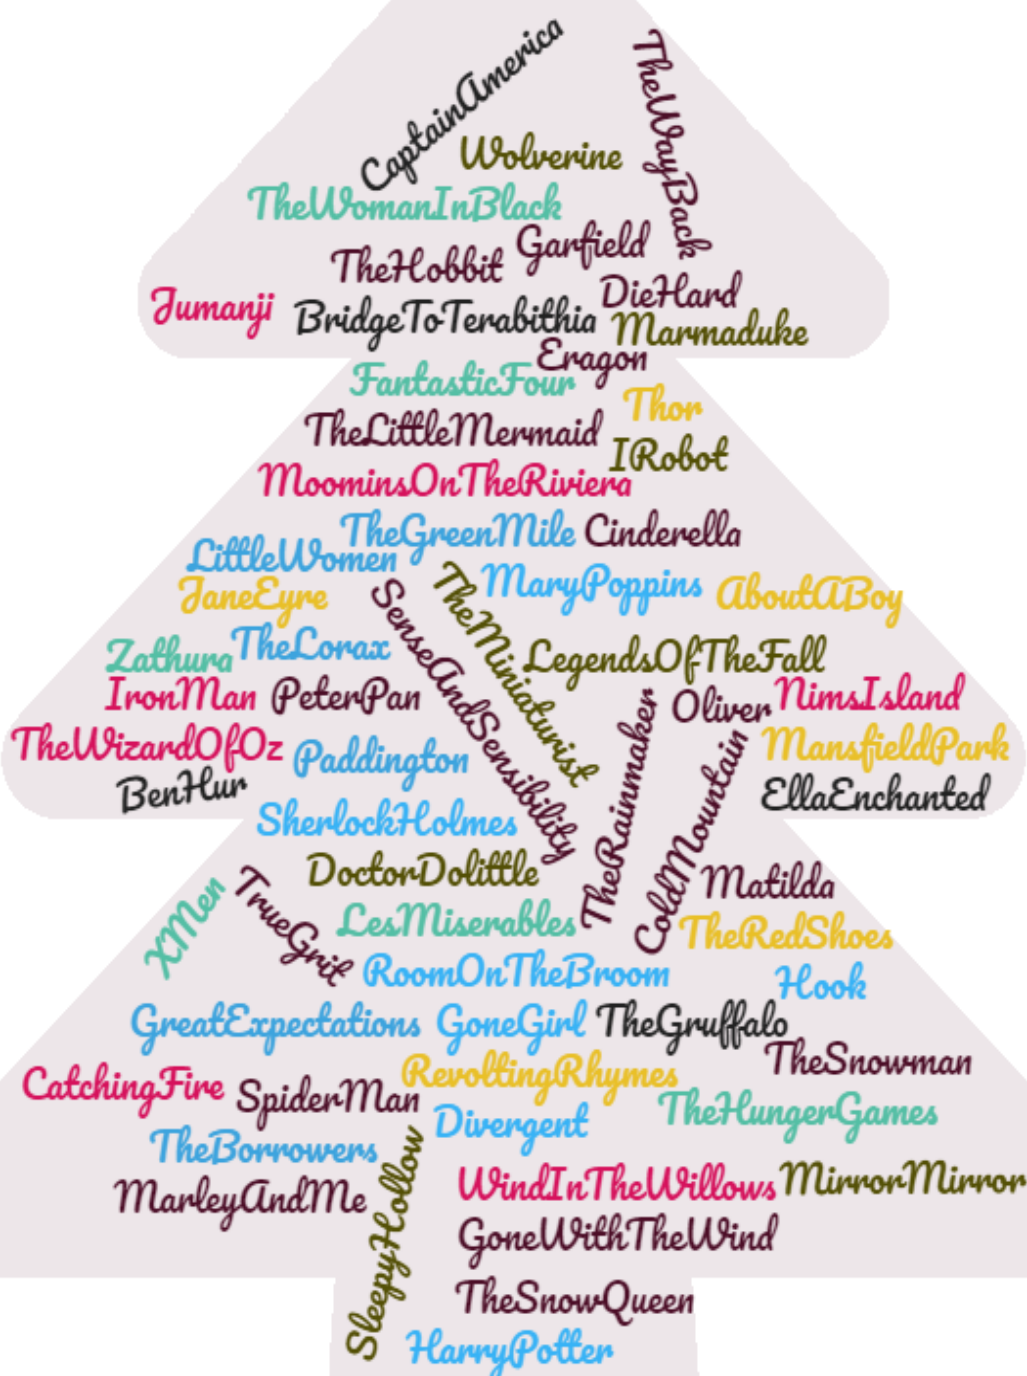 CaptainAmerica
TheWayBack
Wolverine
TheWomanInBlack
Garfield
TheHobbit
DieHard
Jumanji
BridgeToTerabithia
Marmaduke
Eragon
FantasticFour
Thor
TheLittleMermaid
IRobot
MoominsOnTheRiviera
TheGreenMile
Cinderella
LittleWomen
MaryPoppins
AboutABoy
JaneEyre
SenseAndSensibility
TheMiniaturist
Zathura
TheLorax
LegendsOfTheFall
IronMan
PeterPan
Oliver
NimsIsland
TheWizardOfOz
Paddington
TheRainmaker
ColdMountain
MansfieldPark
BenHur
EllaEnchanted
SherlockHolmes
DoctorDolittle
Matilda
XMen
TrueGrit
LesMiserables
TheRedShoes
RoomOnTheBroom
Hook
GreatExpectations
GoneGirl
TheGruffalo
TheSnowman
CatchingFire
SpiderMan
RevoltingRhymes
TheHungerGames
Divergent
TheBorrowers
SleepyHollow
MarleyAndMe
WindInTheWillows
MirrorMirror
GoneWithTheWind
TheSnowQueen
HarryPotter